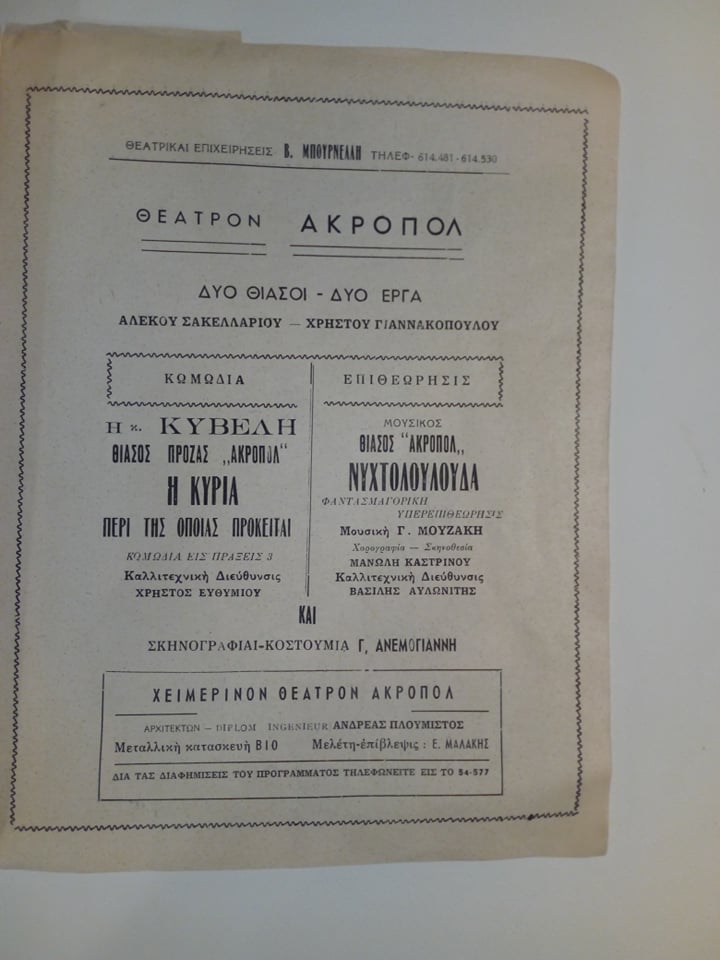 ΘΕΑΤΡΙΚΑΙ ΕΠΙΧΕΙΡΗΣΕΙΣ Β. ΜΠΟΥΡΝΕΛΛΗ ΤΗΛΕΦ- 614.481-614.530
ΘΕΑΤΡΟΝ ΑΚΡΟΠΟΛ
ΔΥΟ ΘΙΑΣΟΙ - ΔΥΟ ΕΡΓΑ
ΑΛΕΚΟΥ ΣΑΚΕΛΛΑΡΙΟΥ — ΧΡΗΣΤΟΥ ΓΙΑΝΝΑΚΟΠΟΥΛΟΥ
ΚΩΜΩΔΙΑ
Η κ. ΚΥΒΕΛΗ
ΘΙΑΣΟΣ ΠΡΟΖΑΣ „ΑΚΡΟΠΟΛ"
Η ΚΥΡΙΑ
ΠΕΡΙ ΤΗΣ ΟΠΟΙΑΣ ΠΡΟΚΕΙΤΑΙ
ΚΩΜΩΔΙΑ ΕΙΣ ΠΡΑΞΕΙΣ 3
Καλλιτεχνική Διεύθυνσις
ΧΡΗΣΤΟΣ ΕΥΘΥΜΙΟΥ
ΕΠΙΘΕΩΡΗΣΙΣ
ΜΟΥΣΙΚΟΣ
ΘΙΑΣΟΣ "ΑΚΡΟΠΟΛ„
ΝΥΧΤΟΛΟΥΛΟΥΔΑ
ΦΑΝΤΑΣΜΑΓΟΡΙΚΗ
ΥΠΕΡΕΠΙΘΕΩΡΗΣΙΣ
Μουσική Γ. ΜΟΥΖΑΚΗ
Χορογραφία — Σκηνοθεσία
ΜΑΝΩΛΗ ΚΑΣΤΡΙΝΟΥ
Καλλιτεχνική Διεύθυνσις
ΒΑΣΙΛΗΣ ΑΥΛΩΝΙΤΗΣ
ΚΑΙ
ΣΚΗΝΟΓΡΑΦΙΑΙ-ΚΟΣΤΟΥΜΙΑ Γ, ΑΝΕΜΟΓΙΑΝΝΗ
ΧΕΙΜΕΡΙΝΟΝ ΘΕΑΤΡΟΝ ΑΚΡΟΠΟΛ
ΑΡΧΙΤΕΚΤΩΝ — DIPLOM INGENIEUR ΑΝΔΡΕΑΣ ΠΛΟΥΜΙΣΤΟΣ
Μεταλλική κατασκευή ΒΙΟ Μελέτη-ἐπίβλεψις : Ε. ΜΑΛΑΚΗΣ
ΔΙΑ ΤΑΣ ΔΙΑΦΗΜΙΣΕΙΣ ΤΟΥ ΠΡΟΓΡΑΜΜΑΤΟΣ ΤΗΛΕΦΩΝΕΙΤΕ ΕΙΣ ΤΟ 54-577